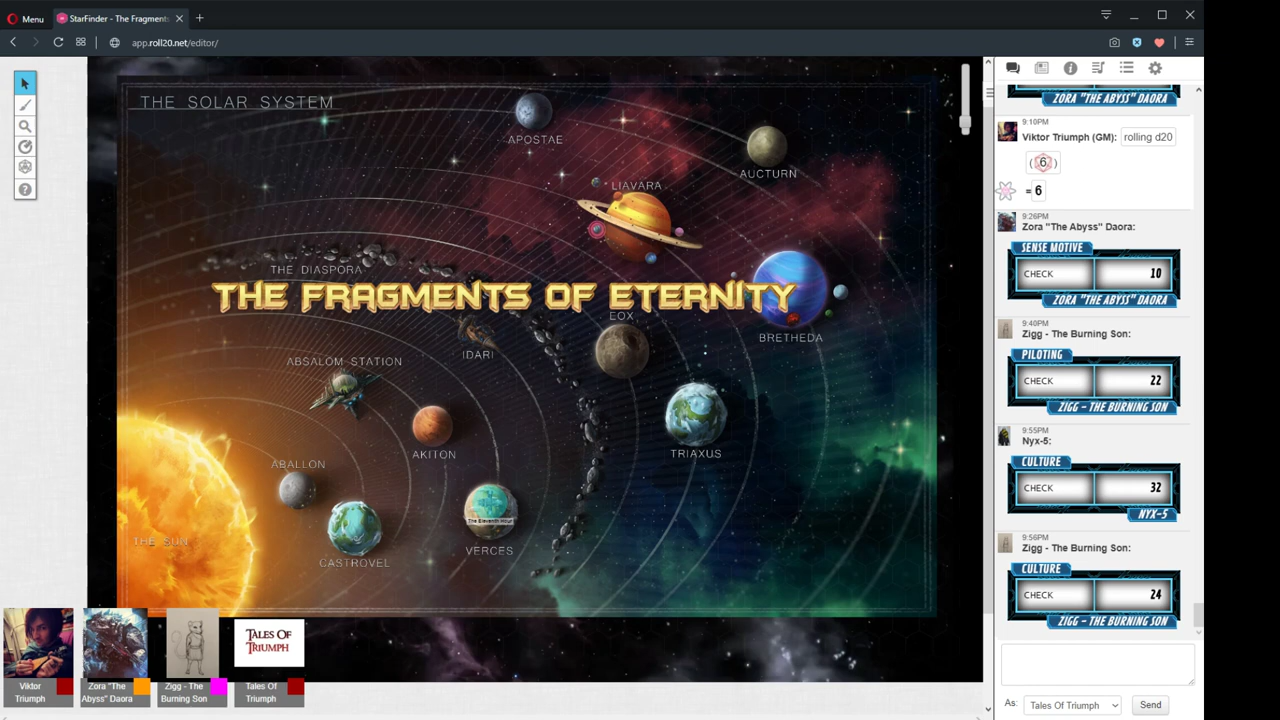 Menu
StarFinder - The Fragments
app.roll20.net/editor/
THE SOLAR SYSTEM
APOSTAE
AUCTURN
LIAVARA
THE DIASPORA
THE FRAGMENTS OF ETERNITY
EOX
BRETHEDA
IDARI
ABSALOM STATION
AKITON
TRIAXUS
ABALLON
The Eleventh Hour
THE SUN
VERCES
CASTROVEL
Viktor
Triumph
Zora "The
Abyss" Daora
Zigg - The
Burning Son
TALES OF
TRIUMPH
Tales Of
Triumph
ZORA "THE ABYSS" DAORA
9:10PM
Viktor Triumph (GM): rolling d20
(6)
=6
9:26PM
Zora "The Abyss" Daora:
SENSE MOTIVE
CHECK 10
ZORA "THE ABYSS" DAORA
9:40PM
Zigg - The Burning Son:
PILOTING
CHECK 22
ZIGG - THE BURNING SON
9:55PM
Nyx-5:
CULTURE
CHECK 32
NYX-5
9:56PM
Zigg - The Burning Son:
CULTURE
CHECK 24
ZIGG - THE BURNING SON
As: Tales Of Triumph Send